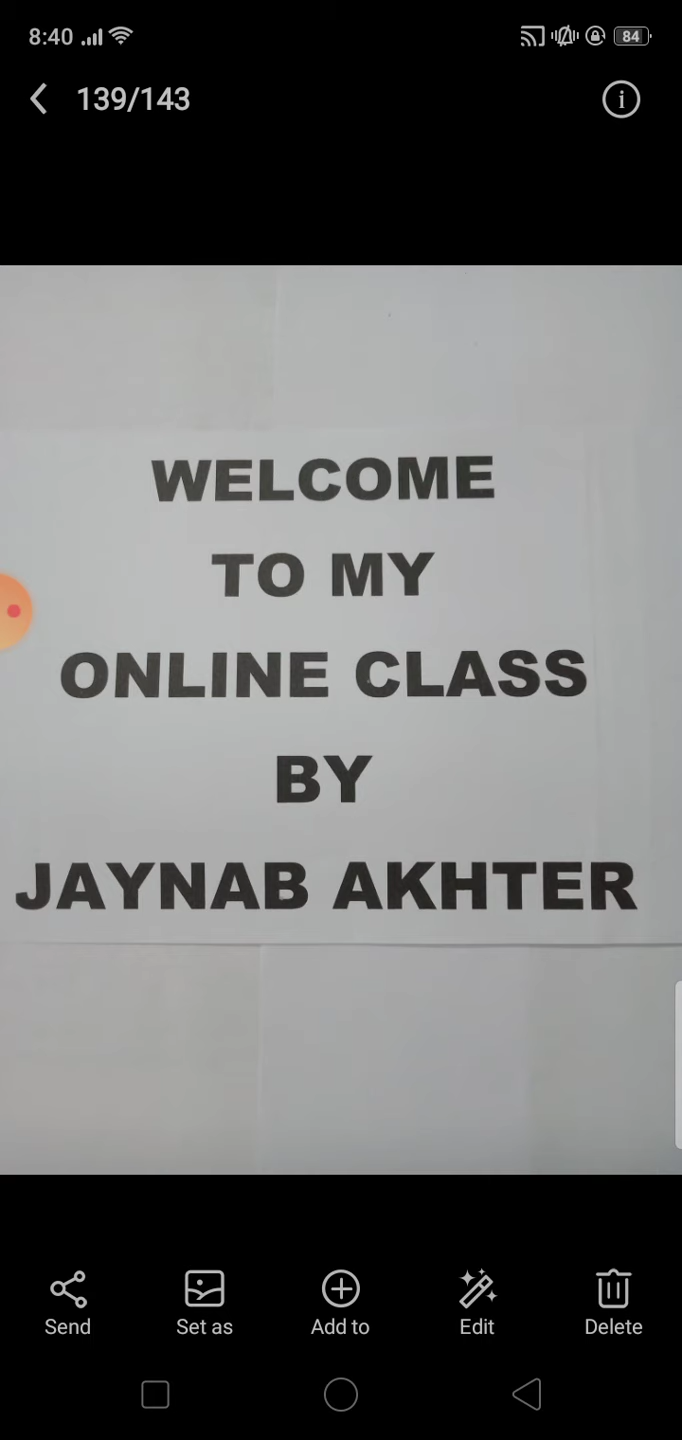 8:40
84
139/143
i
WELCOME
TO MY
ONLINE CLASS
BY
JAYNAB AKHTER
Send Set as Add to Edit Delete